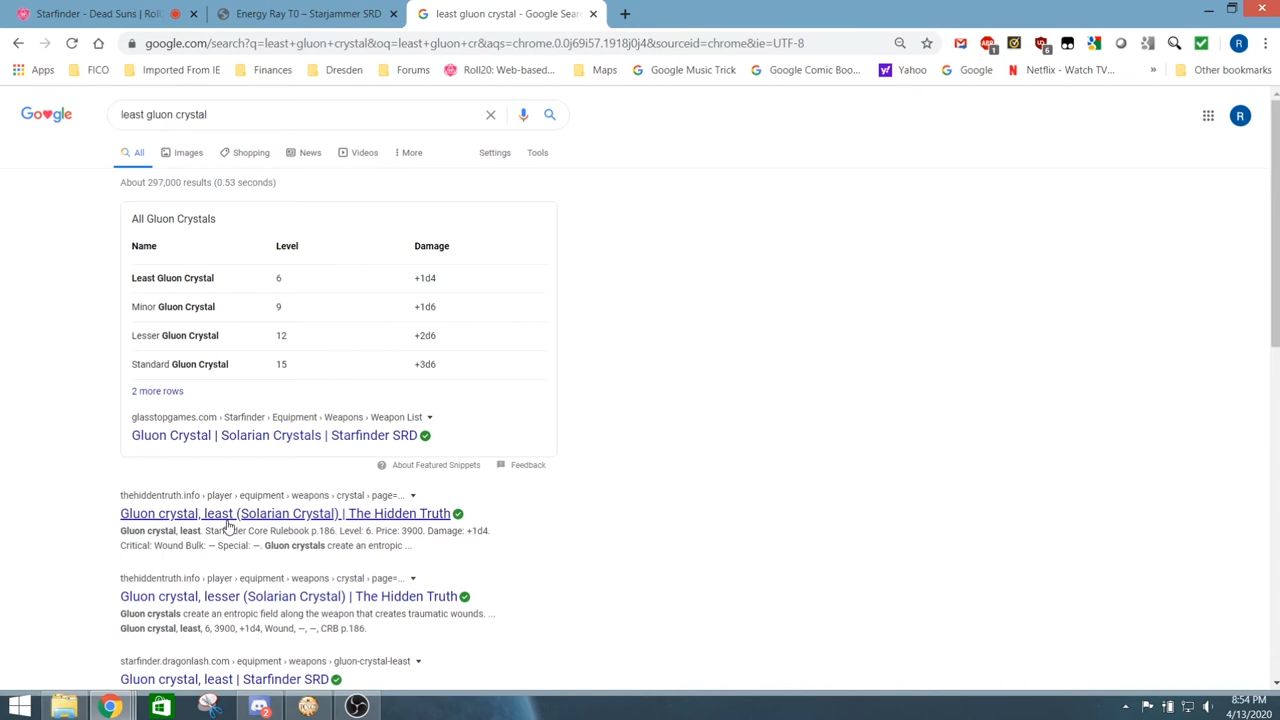 Starfinder - Dead Suns | Roll
Energy Ray T0 – Starjammer SRD
least gluon crystal - Google Sear
google.com/search?q=least+gluon+crystal&oq=least+gluon+cr&aqs=chrome.0.0j69i57.1918j0j4&sourceid=chrome&ie=UTF-8
Apps
FICO
Imported From IE
Finances
Dresden
Forums
Roll20: Web-based...
Maps
Google Music Trick
Google Comic Boo...
Yahoo
Google
Netflix - Watch TV...
Other bookmarks
least gluon crystal
All Images Shopping News Videos More Settings Tools
About 297,000 results (0.53 seconds)
All Gluon Crystals
Name Level Damage
Least Gluon Crystal 6 +1d4
Minor Gluon Crystal 9 +1d6
Lesser Gluon Crystal 12 +2d6
Standard Gluon Crystal 15 +3d6
2 more rows
glasstopgames.com › Starfinder › Equipment › Weapons › Weapon List
Gluon Crystal | Solarian Crystals | Starfinder SRD
About Featured Snippets Feedback
thehiddentruth.info › player › equipment › weapons › crystal › page=...
Gluon crystal, least (Solarian Crystal) | The Hidden Truth
Gluon crystal, least. Starfinder Core Rulebook p.186. Level: 6. Price: 3900. Damage: +1d4.
Critical: Wound Bulk: — Special: —. Gluon crystals create an entropic ...
thehiddentruth.info › player › equipment › weapons › crystal › page=...
Gluon crystal, lesser (Solarian Crystal) | The Hidden Truth
Gluon crystals create an entropic field along the weapon that creates traumatic wounds. ...
Gluon crystal, least, 6, 3900, +1d4, Wound, —, —, CRB p.186.
starfinder.dragonlash.com › equipment › weapons › gluon-crystal-least
Gluon crystal, least | Starfinder SRD
8:54 PM
4/13/2020